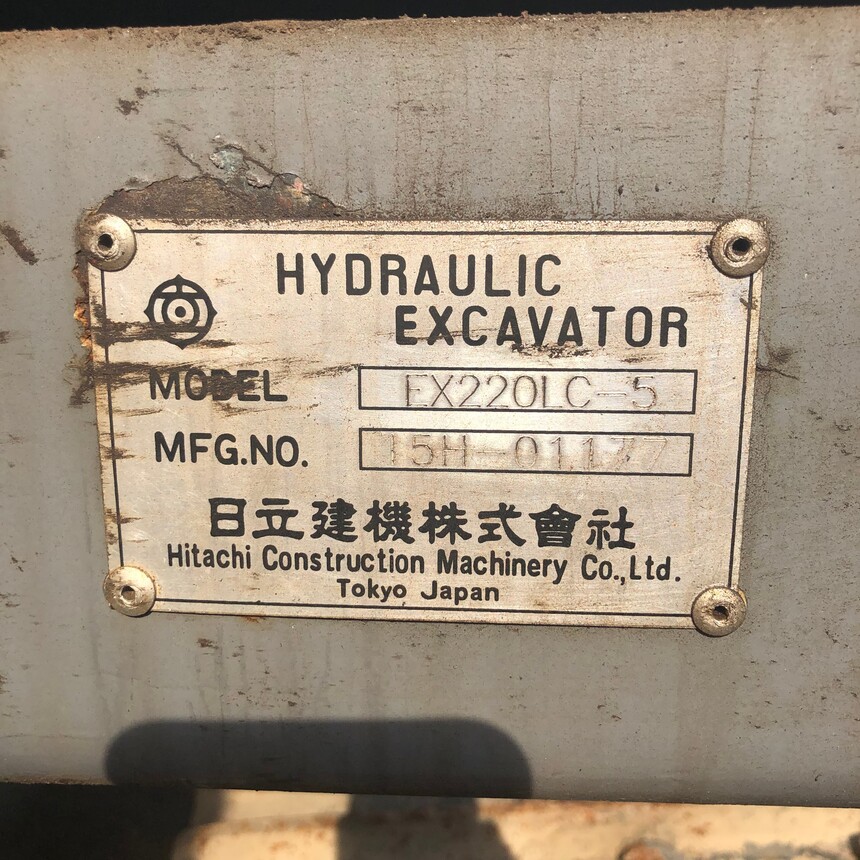 HYDRAULIC
EXCAVATOR
MODEL EX220LC-5
MFG.NO. 15H-01177
日立建機株式會社
Hitachi Construction Machinery Co.,Ltd.
Tokyo Japan